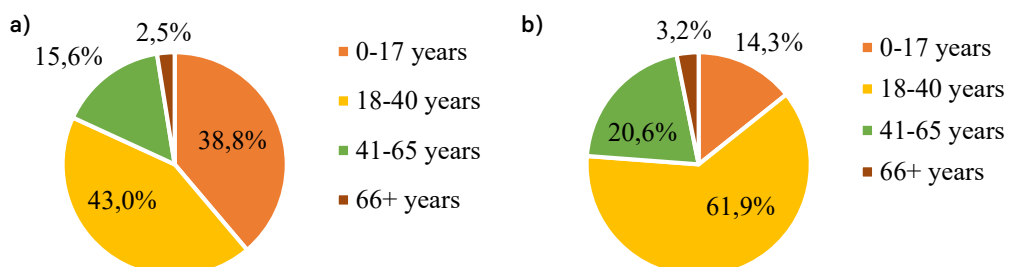 a)
2,5%
15,6%
38,8%
43,0%
0-17 years
18-40 years
41-65 years
66+ years
b)
3,2%
14,3%
20,6%
61,9%
0-17 years
18-40 years
41-65 years
66+ years